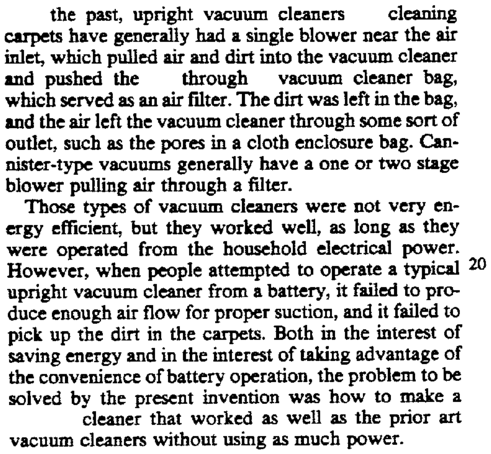 the past, upright vacuum cleaners cleaning
carpets have generally had a single blower near the air
inlet, which pulled air and dirt into the vacuum cleaner
and pushed the through vacuum cleaner bag,
which served as an air filter. The dirt was left in the bag,
and the air left the vacuum cleaner through some sort of
outlet, such as the pores in a cloth enclosure bag. Can-
nister-type vacuums generally have a one or two stage
blower pulling air through a filter.
Those types of vacuum cleaners were not very en-
ergy efficient, but they worked well, as long as they
were operated from the household electrical power.
However, when people attempted to operate a typical 20
upright vacuum cleaner from a battery, it failed to pro-
duce enough air flow for proper suction, and it failed to
pick up the dirt in the carpets. Both in the interest of
saving energy and in the interest of taking advantage of
the convenience of battery operation, the problem to be
solved by the present invention was how to make a
cleaner that worked as well as the prior art
vacuum cleaners without using as much power.